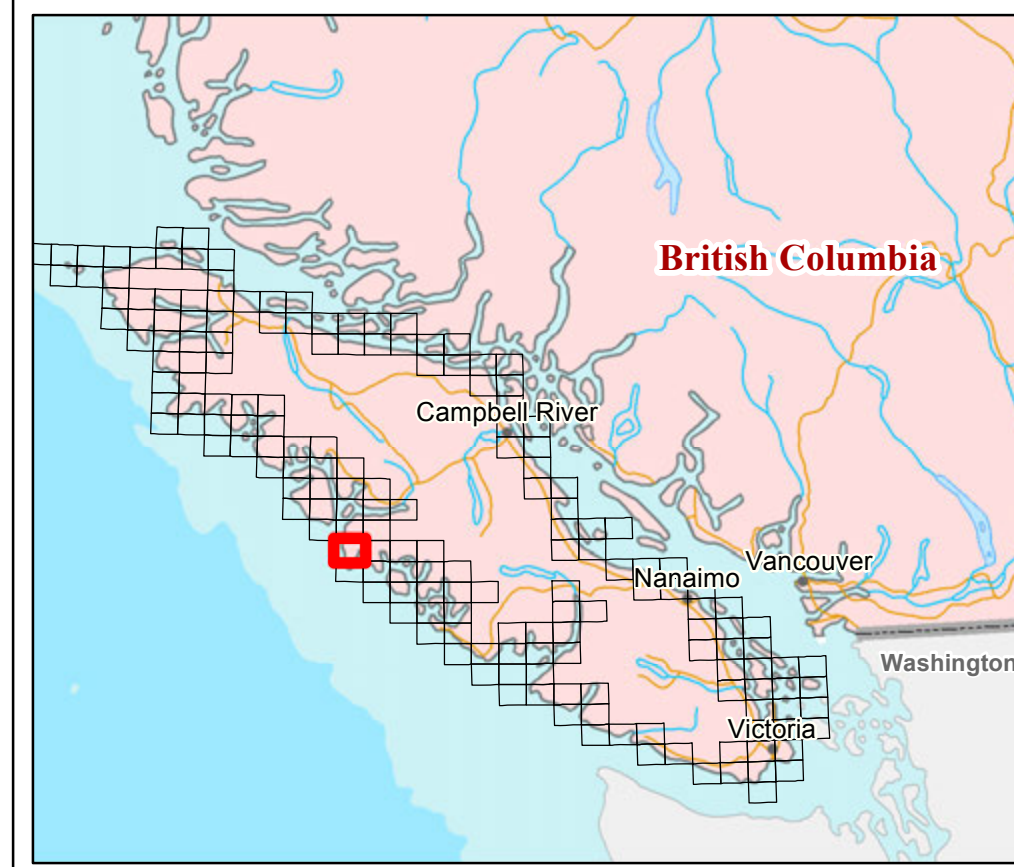 British Columbia
Campbell River
Vancouver
Nanaimo
Washington
Victoria